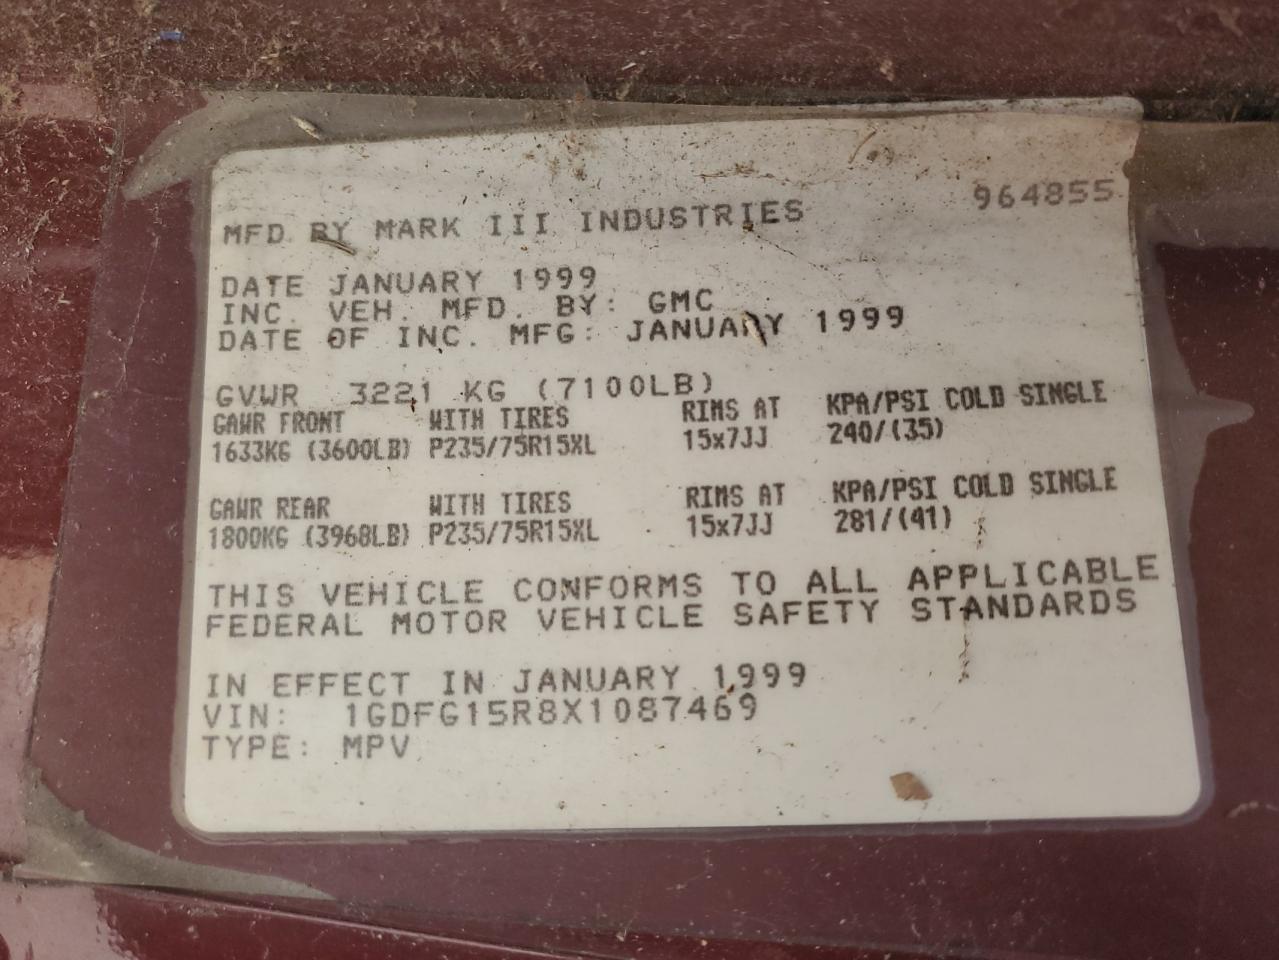 964855
MFD BY MARK III INDUSTRIES
DATE JANUARY 1999
INC. VEH. MFD. BY: GMC
DATE OF INC. MFG: JANUARY 1999
GVWR 3221 KG (7100LB)
GAWR FRONT WITH TIRES RIMS AT KPA/PSI COLD SINGLE
1633KG (3600LB) P235/75R15XL 15x7JJ 240/(35)
GAWR REAR WITH TIRES RIMS AT KPA/PSI COLD SINGLE
1800KG (3968LB) P235/75R15XL 15x7JJ 281/(41)
THIS VEHICLE CONFORMS TO ALL APPLICABLE
FEDERAL MOTOR VEHICLE SAFETY STANDARDS
IN EFFECT IN JANUARY 1999
VIN: 1GDFG15R8X1087469
TYPE: MPV